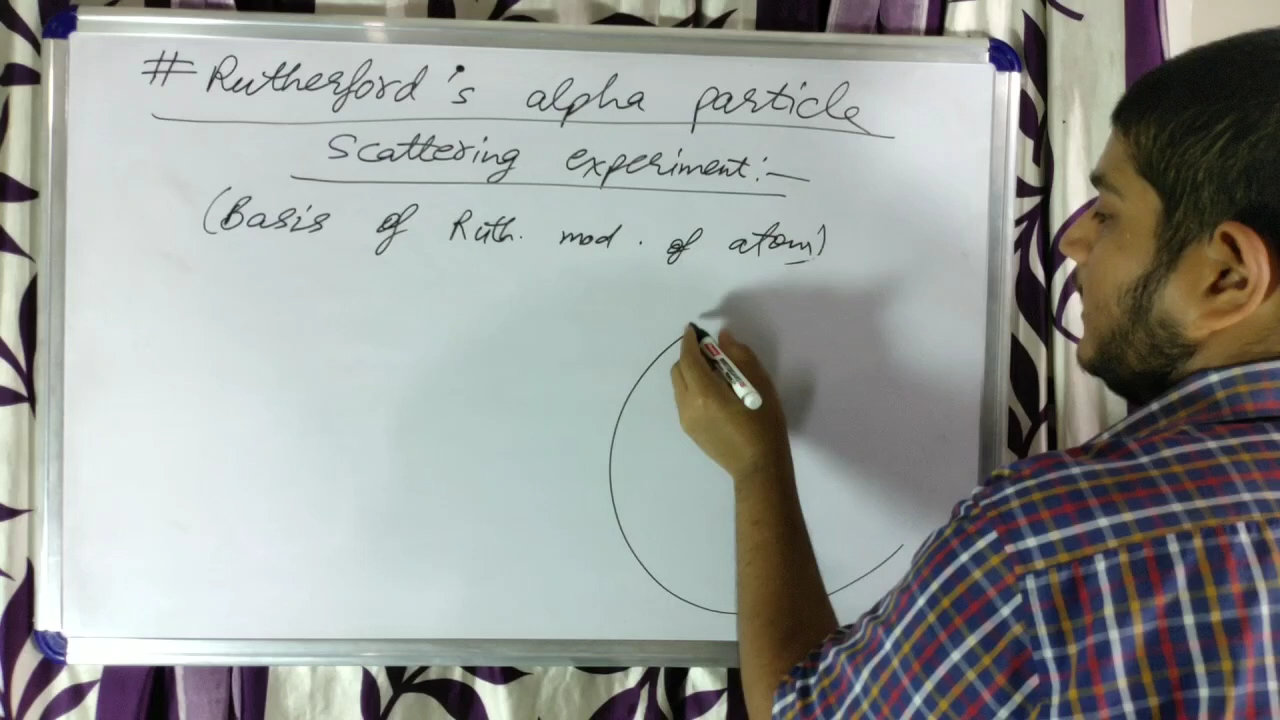 # Rutherford's alpha particle
Scattering experiment:-
(Basis of Ruth. mod. of atom)